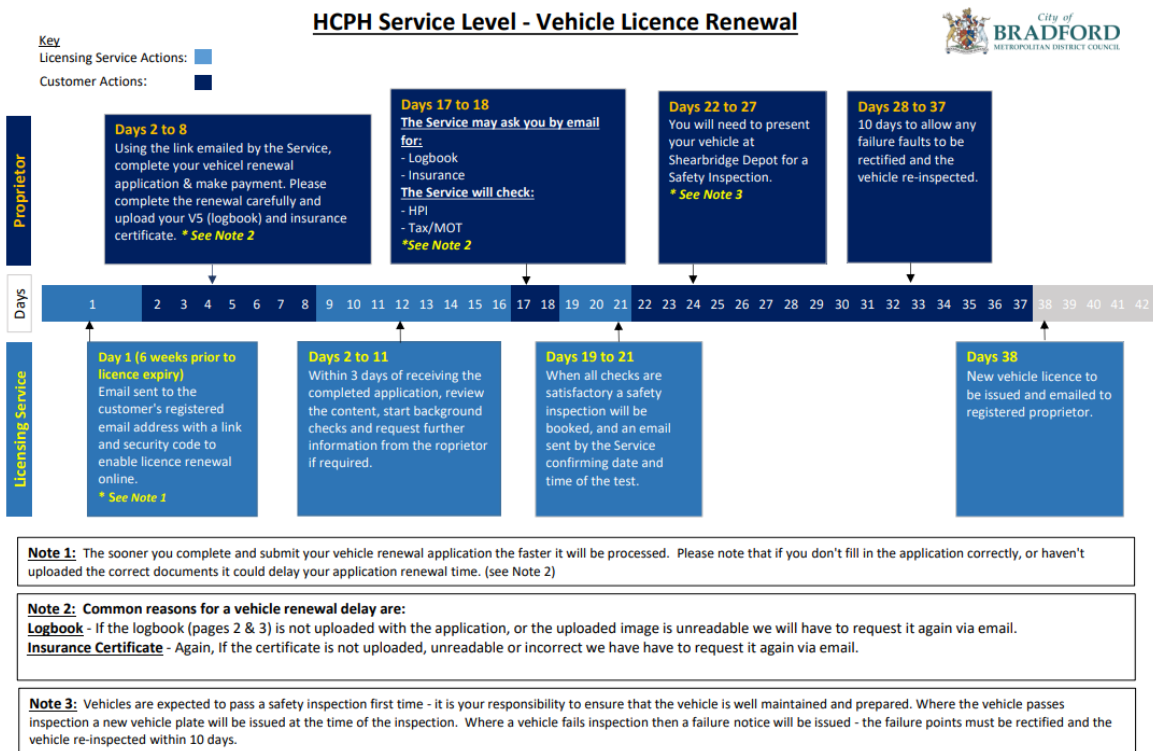 HCPH Service Level - Vehicle Licence Renewal
City of
BRADFORD
METROPOLITAN DISTRICT COUNCIL
Key
Licensing Service Actions:
Customer Actions:
Proprietor
Days 2 to 8
Using the link emailed by the Service,
complete your vehicel renewal
application & make payment. Please
complete the renewal carefully and
upload your V5 (logbook) and insurance
certificate. * See Note 2
Days 17 to 18
The Service may ask you by email
for:
- Logbook
- Insurance
The Service will check:
- HPI
- Tax/MOT
*See Note 2
Days 22 to 27
You will need to present
your vehicle at
Shearbridge Depot for a
Safety Inspection.
* See Note 3
Days 28 to 37
10 days to allow any
failure faults to be
rectified and the
vehicle re-inspected.
Days
1 2 3 4 5 6 7 8 9 10 11 12 13 14 15 16 17 18 19 20 21 22 23 24 25 26 27 28 29 30 31 32 33 34 35 36 37 38 39 40 41 42
Licensing Service
Day 1 (6 weeks prior to
licence expiry)
Email sent to the
customer's registered
email address with a link
and security code to
enable licence renewal
online.
* See Note 1
Days 2 to 11
Within 3 days of receiving the
completed application, review
the content, start background
checks and request further
information from the roprietor
if required.
Days 19 to 21
When all checks are
satisfactory a safety
inspection will be
booked, and an email
sent by the Service
confirming date and
time of the test.
Days 38
New vehicle licence to
be issued and emailed to
registered proprietor.
Note 1: The sooner you complete and submit your vehicle renewal application the faster it will be processed. Please note that if you don't fill in the application correctly, or haven't
uploaded the correct documents it could delay your application renewal time. (see Note 2)
Note 2: Common reasons for a vehicle renewal delay are:
Logbook - If the logbook (pages 2 & 3) is not uploaded with the application, or the uploaded image is unreadable we will have to request it again via email.
Insurance Certificate - Again, If the certificate is not uploaded, unreadable or incorrect we have have to request it again via email.
Note 3: Vehicles are expected to pass a safety inspection first time - it is your responsibility to ensure that the vehicle is well maintained and prepared. Where the vehicle passes
inspection a new vehicle plate will be issued at the time of the inspection. Where a vehicle fails inspection then a failure notice will be issued - the failure points must be rectified and the
vehicle re-inspected within 10 days.